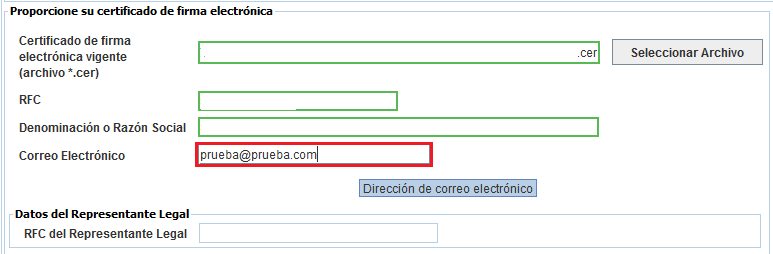 Proporcione su certificado de firma electrónica
Certificado de firma
electrónica vigente
(archivo *.cer)
.cer
Seleccionar Archivo
RFC
Denominación o Razón Social
Correo Electrónico
prueba@prueba.com
Dirección de correo electrónico
Datos del Representante Legal
RFC del Representante Legal